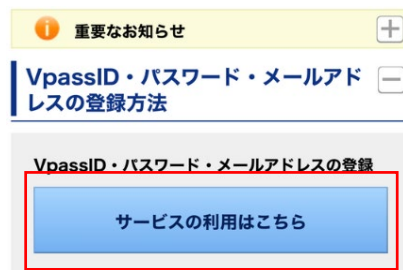 重要なお知らせ
VpassID・パスワード・メールアド
レスの登録方法
VpassID・パスワード・メールアドレスの登録
サービスの利用はこちら